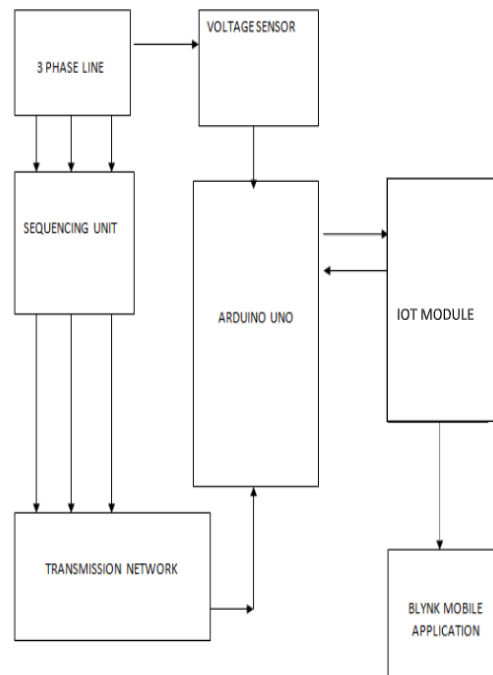 3 PHASE LINE
VOLTAGE SENSOR
SEQUENCING UNIT
ARDUINO UNO
IOT MODULE
TRANSMISSION NETWORK
BLYNK MOBILE
APPLICATION